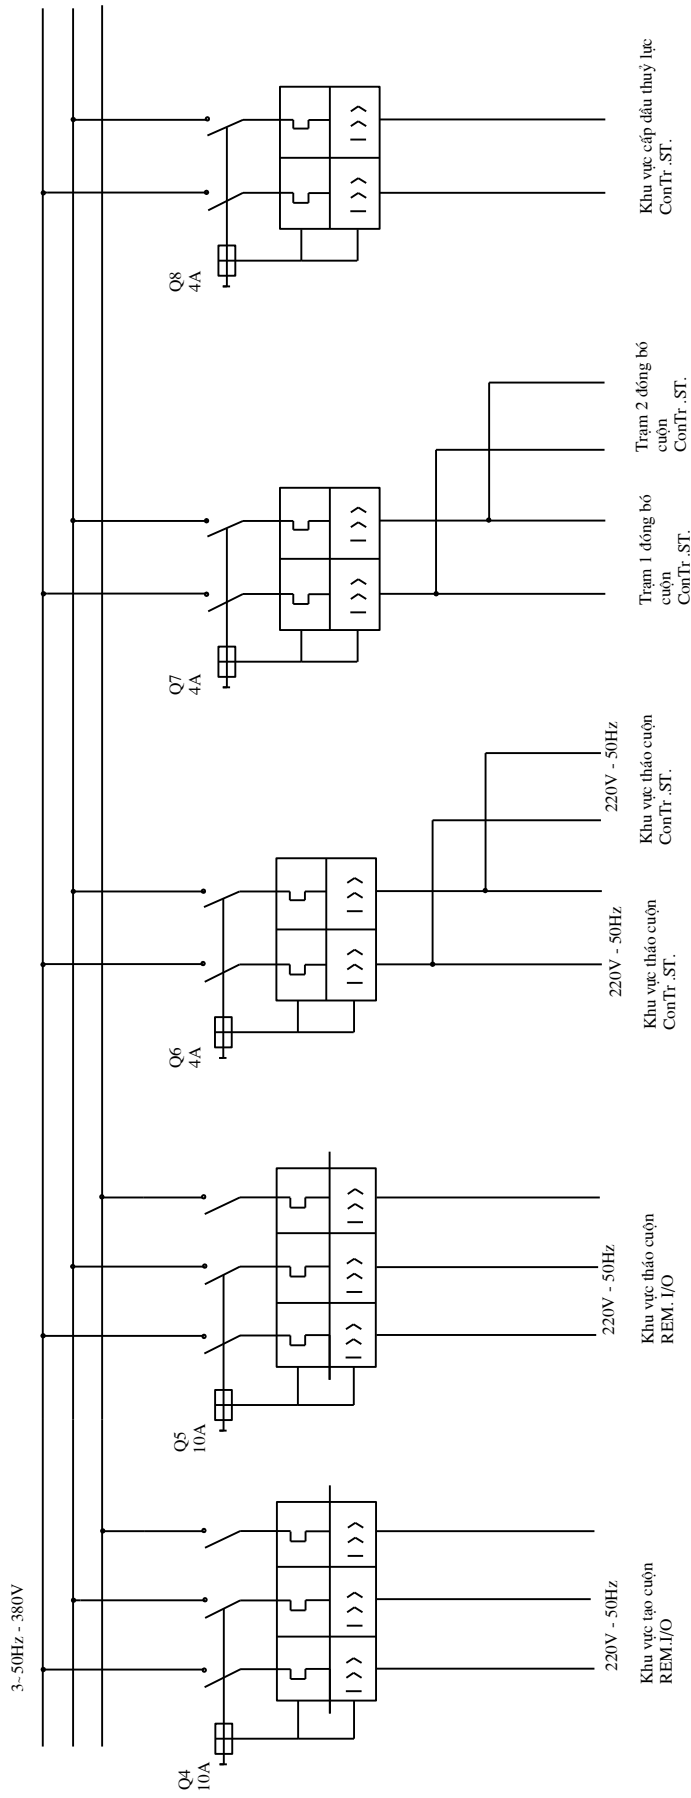 3~50Hz - 380V
Q4
10A
220V - 50Hz
Khu vực tạo cuộn
REM.I/O
Q5
10A
220V - 50Hz
Khu vực tháo cuộn
REM. I/O
Q6
4A
220V - 50Hz
Khu vực tháo cuộn
ConTr .ST.
220V - 50Hz
Khu vực tháo cuộn
ConTr .ST.
Q7
4A
Trạm 1 đóng bó
cuộn
ConTr .ST.
Trạm 2 đóng bó
cuộn
ConTr .ST.
Q8
4A
Khu vực cấp dầu thuỷ lực
ConTr .ST.